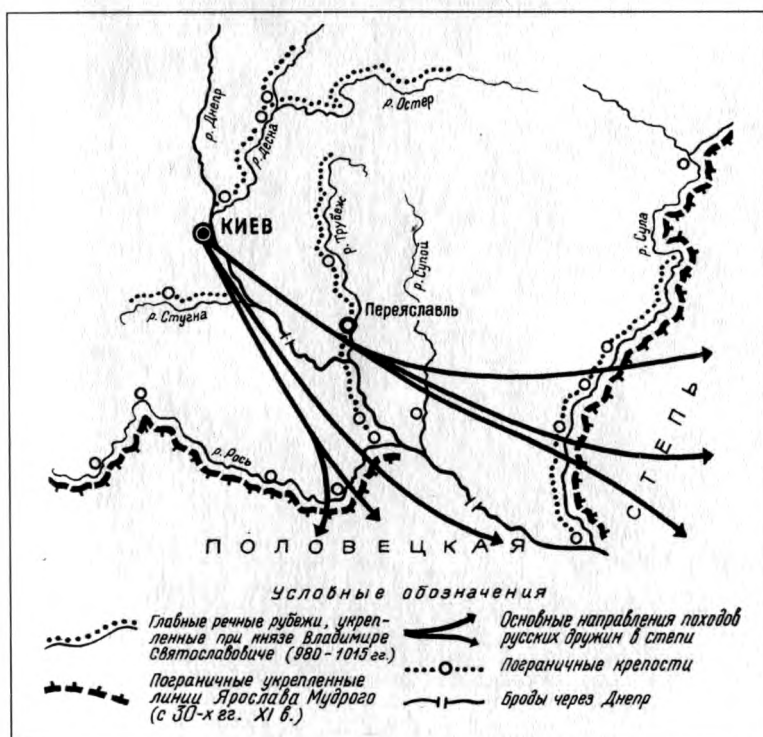 р. Днепр
р. Десна
р. Остер
КИЕВ
р. Трубеж
р. Супой
р. Сула
р. Стугна
Переяславль
р. Рось
СТЕПЬ
ПОЛОВЕЦКАЯ
Условные обозначения
Главные речные рубежи, укреп-
ленные при князе Владимире
Святославовиче (980-1015 гг.)
Пограничные укрепленные
линии Ярослава Мудрого
(с 30-х гг. XI в.)
Основные направления походов
русских дружин в степи
Пограничные крепости
Броды через Днепр